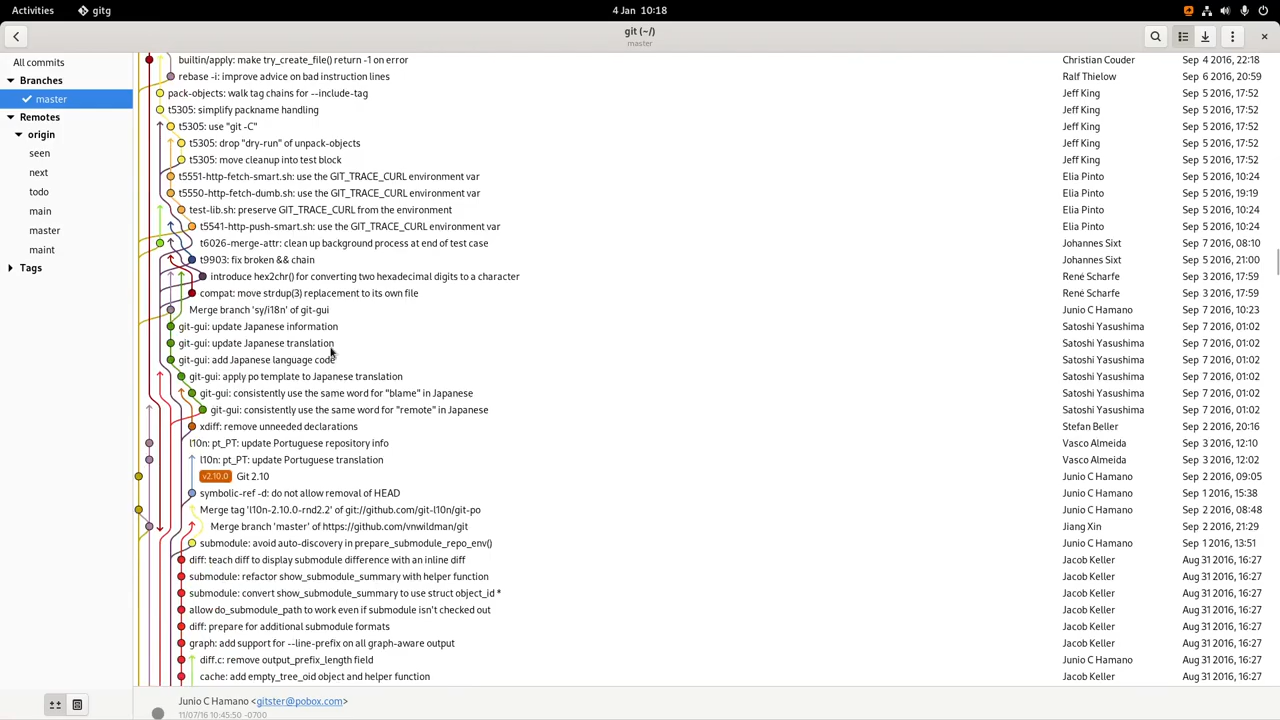 Activities gitg 4 Jan 10:18
git (~/)
master
All commits
Branches
master
Remotes
origin
seen
next
todo
main
master
maint
Tags
builtin/apply: make try_create_file() return -1 on error Christian Couder Sep 4 2016, 22:18
rebase -i: improve advice on bad instruction lines Ralf Thielow Sep 6 2016, 20:59
pack-objects: walk tag chains for --include-tag Jeff King Sep 5 2016, 17:52
t5305: simplify packname handling Jeff King Sep 5 2016, 17:52
t5305: use "git -C" Jeff King Sep 5 2016, 17:52
t5305: drop "dry-run" of unpack-objects Jeff King Sep 5 2016, 17:52
t5305: move cleanup into test block Jeff King Sep 5 2016, 17:52
t5551-http-fetch-smart.sh: use the GIT_TRACE_CURL environment var Elia Pinto Sep 5 2016, 10:24
t5550-http-fetch-dumb.sh: use the GIT_TRACE_CURL environment var Elia Pinto Sep 5 2016, 19:19
test-lib.sh: preserve GIT_TRACE_CURL from the environment Elia Pinto Sep 5 2016, 10:24
t5541-http-push-smart.sh: use the GIT_TRACE_CURL environment var Elia Pinto Sep 5 2016, 10:24
t6026-merge-attr: clean up background process at end of test case Johannes Sixt Sep 7 2016, 08:10
t9903: fix broken && chain Johannes Sixt Sep 5 2016, 21:00
introduce hex2chr() for converting two hexadecimal digits to a character René Scharfe Sep 3 2016, 17:59
compat: move strdup(3) replacement to its own file René Scharfe Sep 3 2016, 17:59
Merge branch 'sy/i18n' of git-gui Junio C Hamano Sep 7 2016, 10:23
git-gui: update Japanese information Satoshi Yasushima Sep 7 2016, 01:02
git-gui: update Japanese translation Satoshi Yasushima Sep 7 2016, 01:02
git-gui: add Japanese language code Satoshi Yasushima Sep 7 2016, 01:02
git-gui: apply po template to Japanese translation Satoshi Yasushima Sep 7 2016, 01:02
git-gui: consistently use the same word for "blame" in Japanese Satoshi Yasushima Sep 7 2016, 01:02
git-gui: consistently use the same word for "remote" in Japanese Satoshi Yasushima Sep 7 2016, 01:02
xdiff: remove unneeded declarations Stefan Beller Sep 2 2016, 20:16
l10n: pt_PT: update Portuguese repository info Vasco Almeida Sep 3 2016, 12:10
l10n: pt_PT: update Portuguese translation Vasco Almeida Sep 3 2016, 12:02
v2.10.0 Git 2.10 Junio C Hamano Sep 2 2016, 09:05
symbolic-ref -d: do not allow removal of HEAD Junio C Hamano Sep 1 2016, 15:38
Merge tag 'l10n-2.10.0-rnd2.2' of git://github.com/git-l10n/git-po Junio C Hamano Sep 2 2016, 08:48
Merge branch 'master' of https://github.com/vnwildman/git Jiang Xin Sep 2 2016, 21:29
submodule: avoid auto-discovery in prepare_submodule_repo_env() Junio C Hamano Sep 1 2016, 13:51
diff: teach diff to display submodule difference with an inline diff Jacob Keller Aug 31 2016, 16:27
submodule: refactor show_submodule_summary with helper function Jacob Keller Aug 31 2016, 16:27
submodule: convert show_submodule_summary to use struct object_id * Jacob Keller Aug 31 2016, 16:27
allow do_submodule_path to work even if submodule isn't checked out Jacob Keller Aug 31 2016, 16:27
diff: prepare for additional submodule formats Jacob Keller Aug 31 2016, 16:27
graph: add support for --line-prefix on all graph-aware output Jacob Keller Aug 31 2016, 16:27
diff.c: remove output_prefix_length field Junio C Hamano Aug 31 2016, 16:27
cache: add empty_tree_oid object and helper function Jacob Keller Aug 31 2016, 16:27
Junio C Hamano <gitster@pobox.com>
11/07/16 10:45:50 -0700